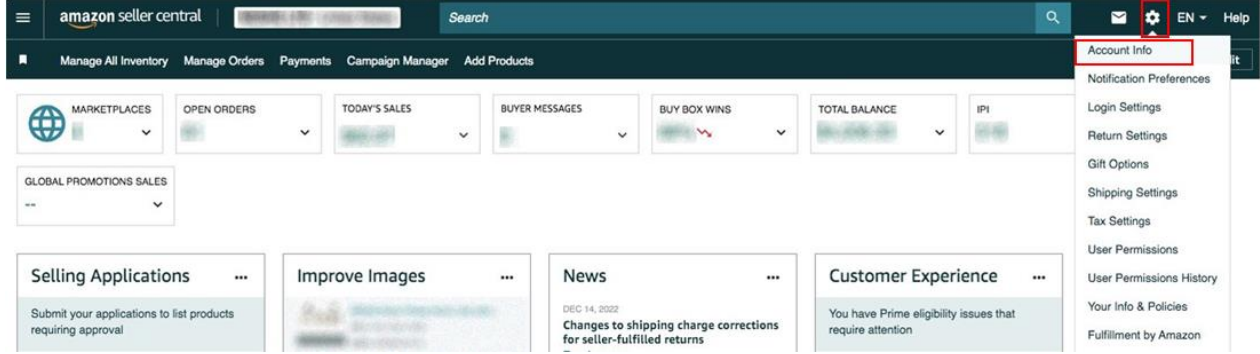 amazon seller central
Search
EN
Help
Manage All Inventory
Manage Orders
Payments
Campaign Manager
Add Products
Account Info
Notification Preferences
Login Settings
Return Settings
Gift Options
Shipping Settings
Tax Settings
User Permissions
User Permissions History
Your Info & Policies
Fulfillment by Amazon
MARKETPLACES
OPEN ORDERS
TODAY'S SALES
BUYER MESSAGES
BUY BOX WINS
TOTAL BALANCE
IPI
GLOBAL PROMOTIONS SALES
--
Selling Applications
Submit your applications to list products
requiring approval
Improve Images
News
DEC 14, 2022
Changes to shipping charge corrections
for seller-fulfilled returns
Customer Experience
You have Prime eligibility issues that
require attention